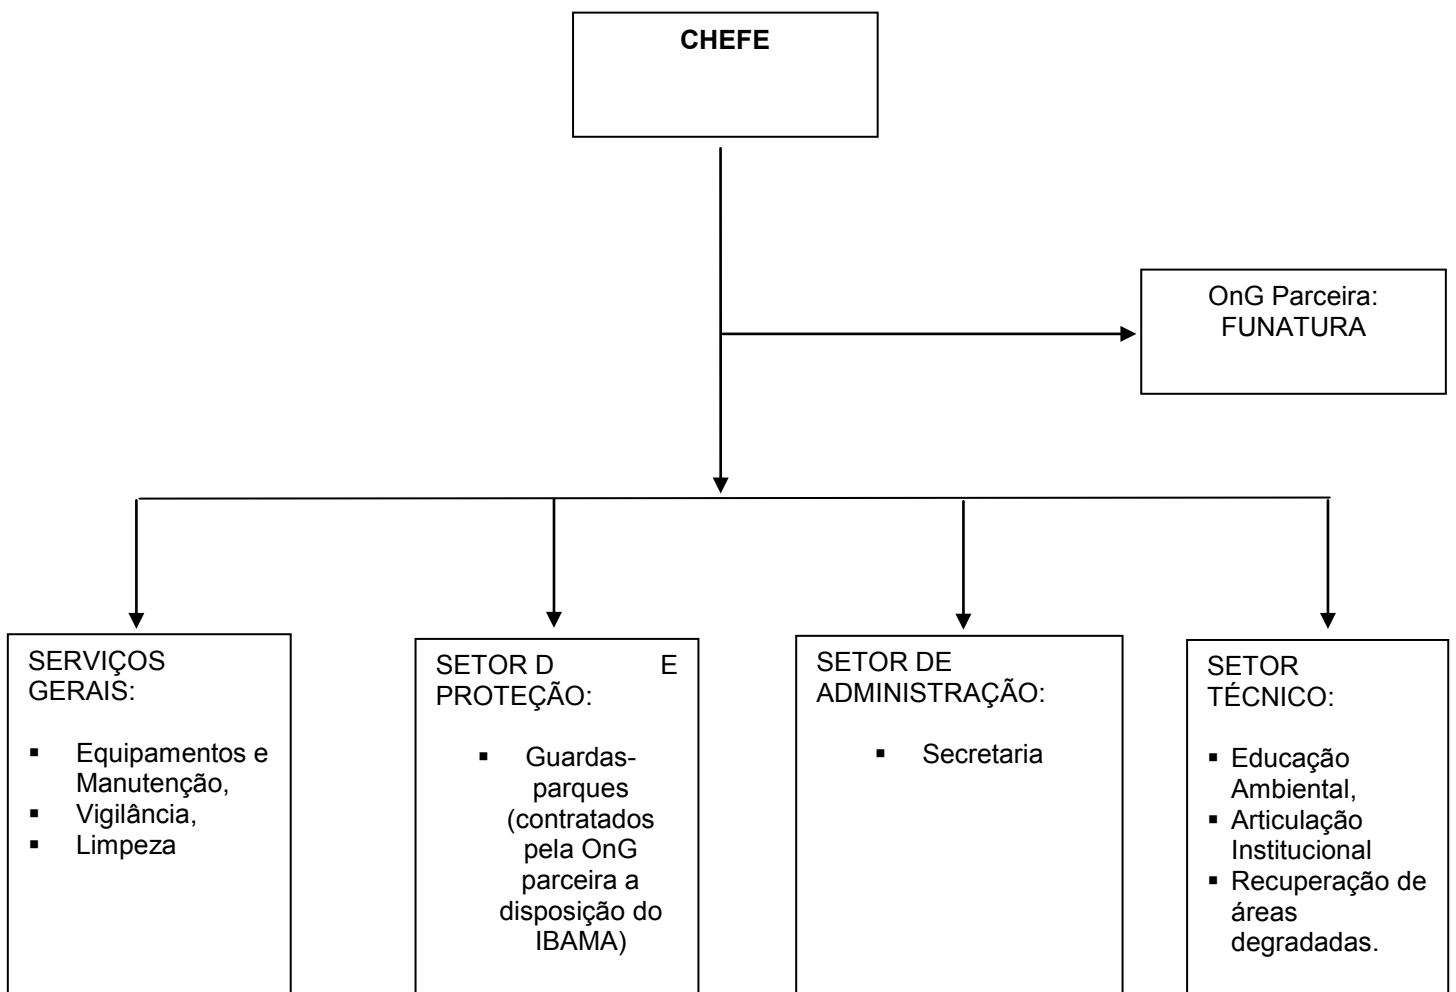 CHEFE
OnG Parceira:
FUNATURA
SERVIÇOS
GERAIS:
▪ Equipamentos e
Manutenção,
▪ Vigilância,
▪ Limpeza
SETOR D E
PROTEÇÃO:
▪ Guardas-
parques
(contratados
pela OnG
parceira a
disposição do
IBAMA)
SETOR DE
ADMINISTRAÇÃO:
▪ Secretaria
SETOR
TÉCNICO:
▪ Educação
Ambiental,
▪ Articulação
Institucional
▪ Recuperação de
áreas
degradadas.